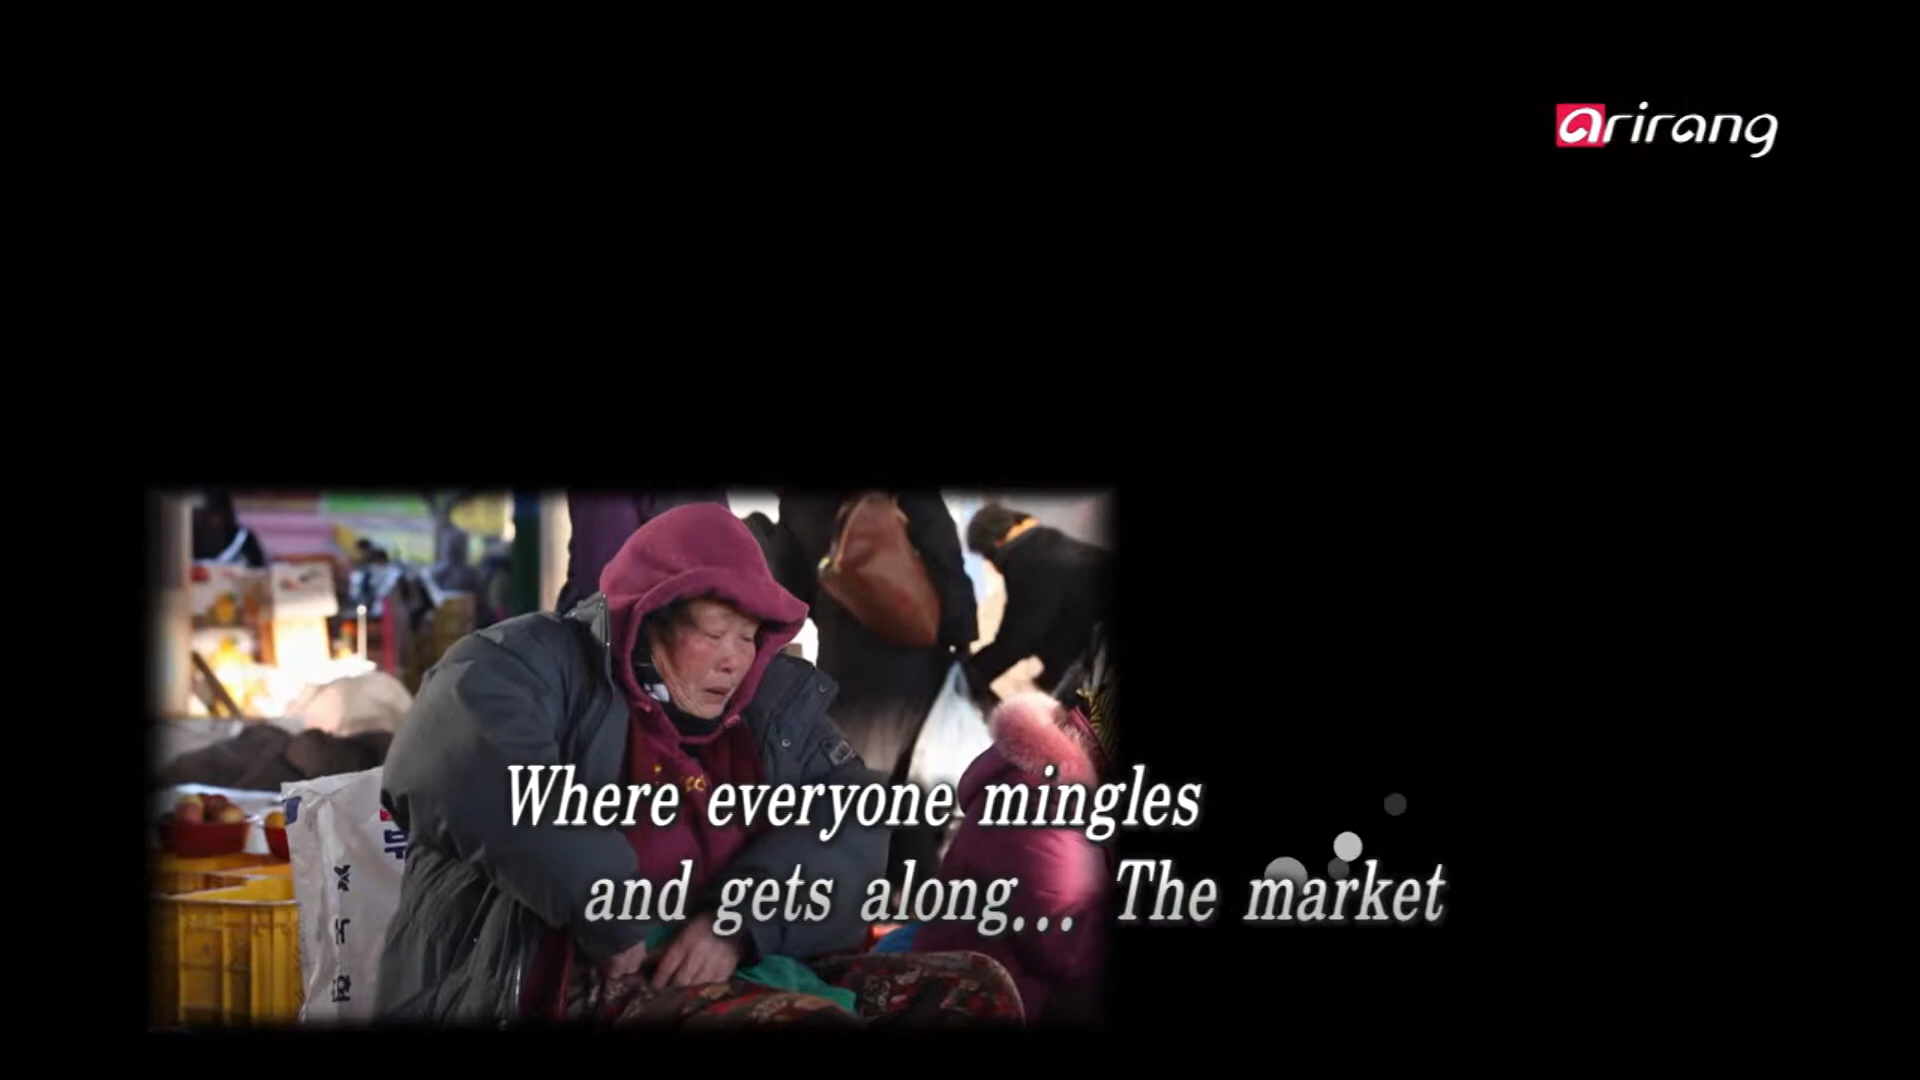 arirang
Where everyone mingles
and gets along... The market